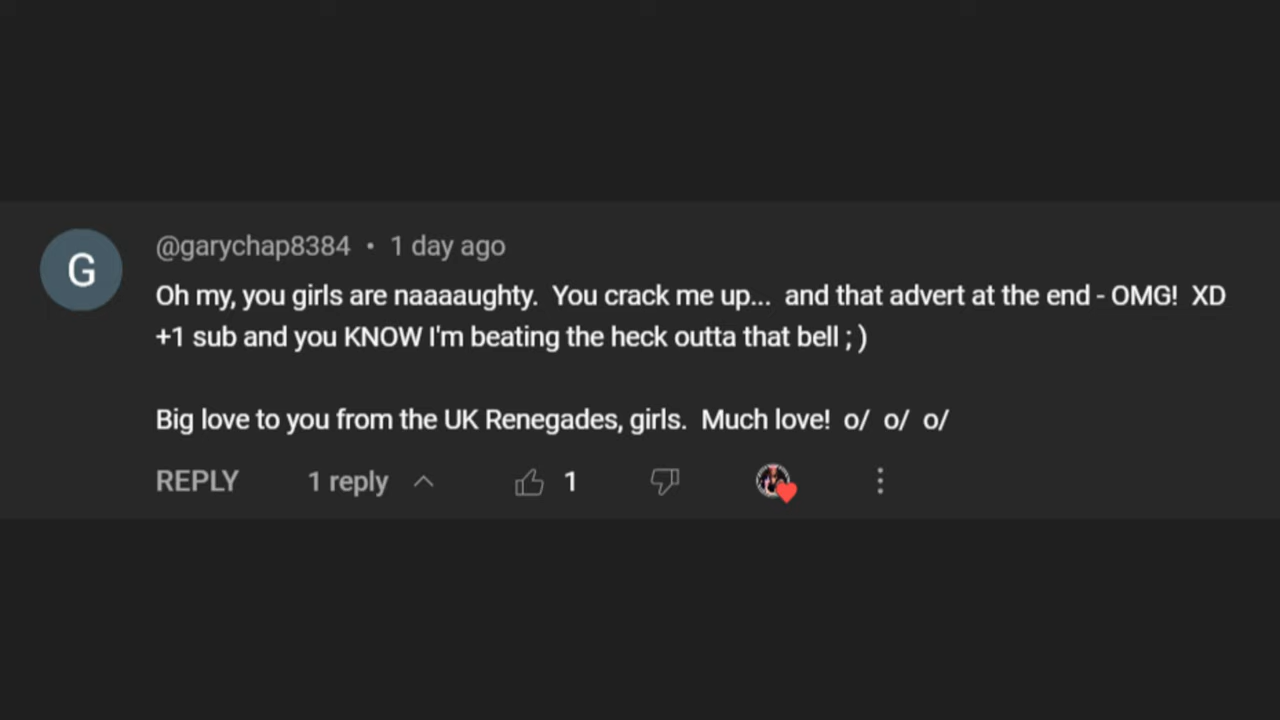 G
@garychap8384 • 1 day ago
Oh my, you girls are naaaaughty.  You crack me up...  and that advert at the end - OMG!  XD
+1 sub and you KNOW I'm beating the heck outta that bell ; )
Big love to you from the UK Renegades, girls.  Much love!  o/  o/  o/
REPLY 1 reply 1